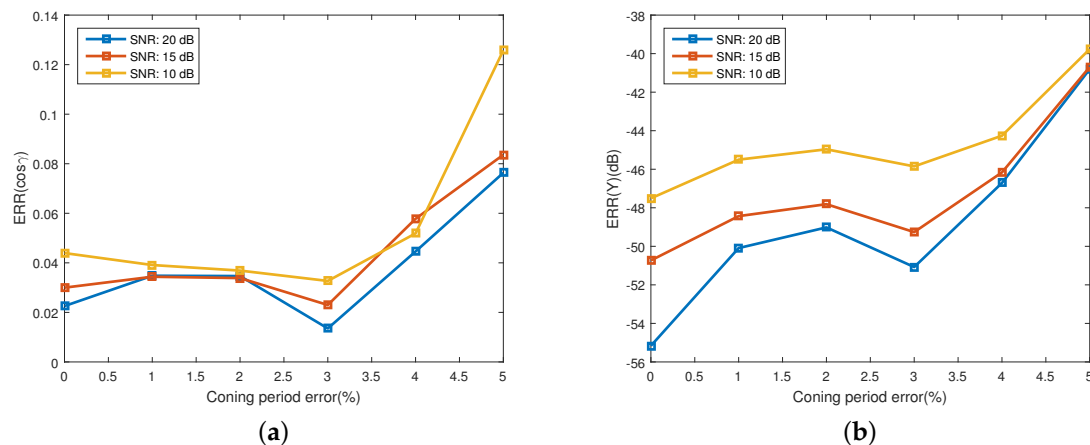 0.14
0.12
0.1
0.08
0.06
0.04
0.02
0
ERR(cosγ)
SNR: 20 dB
SNR: 15 dB
SNR: 10 dB
0 0.5 1 1.5 2 2.5 3 3.5 4 4.5 5
Coning period error(%)
(a)
-38
-40
-42
-44
-46
-48
-50
-52
-54
-56
ERR(Y)(dB)
SNR: 20 dB
SNR: 15 dB
SNR: 10 dB
0 0.5 1 1.5 2 2.5 3 3.5 4 4.5 5
Coning period error(%)
(b)